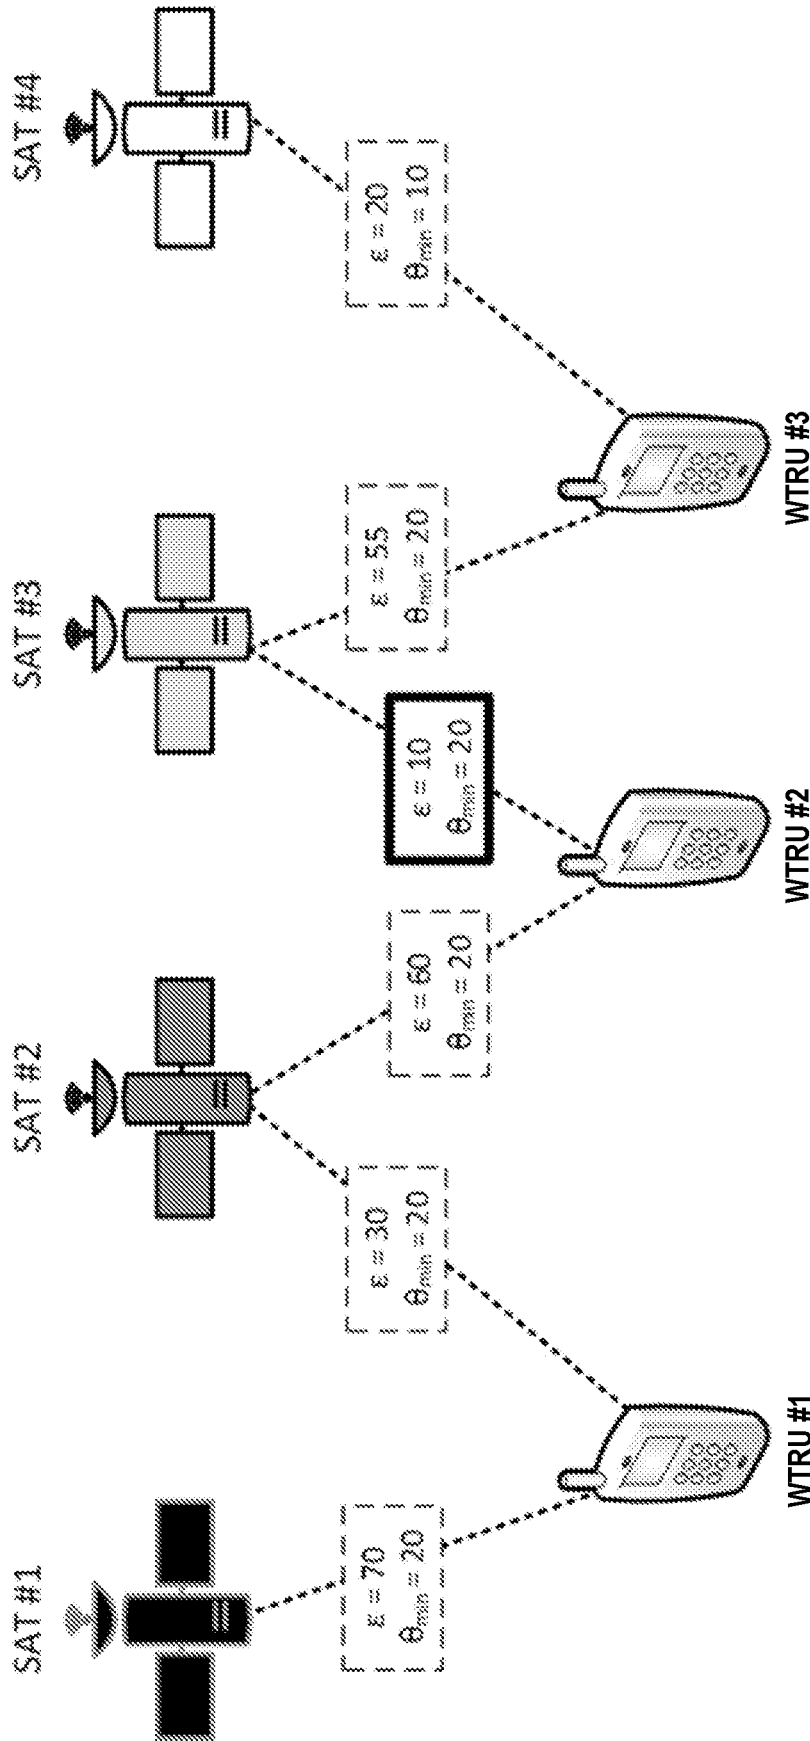 SAT #1
SAT #2
SAT #3
SAT #4
ε = 70
θmin = 20
ε = 30
θmin = 20
ε = 60
θmin = 20
ε = 10
θmin = 20
ε = 55
θmin = 20
ε = 20
θmin = 10
WTRU #1
WTRU #2
WTRU #3